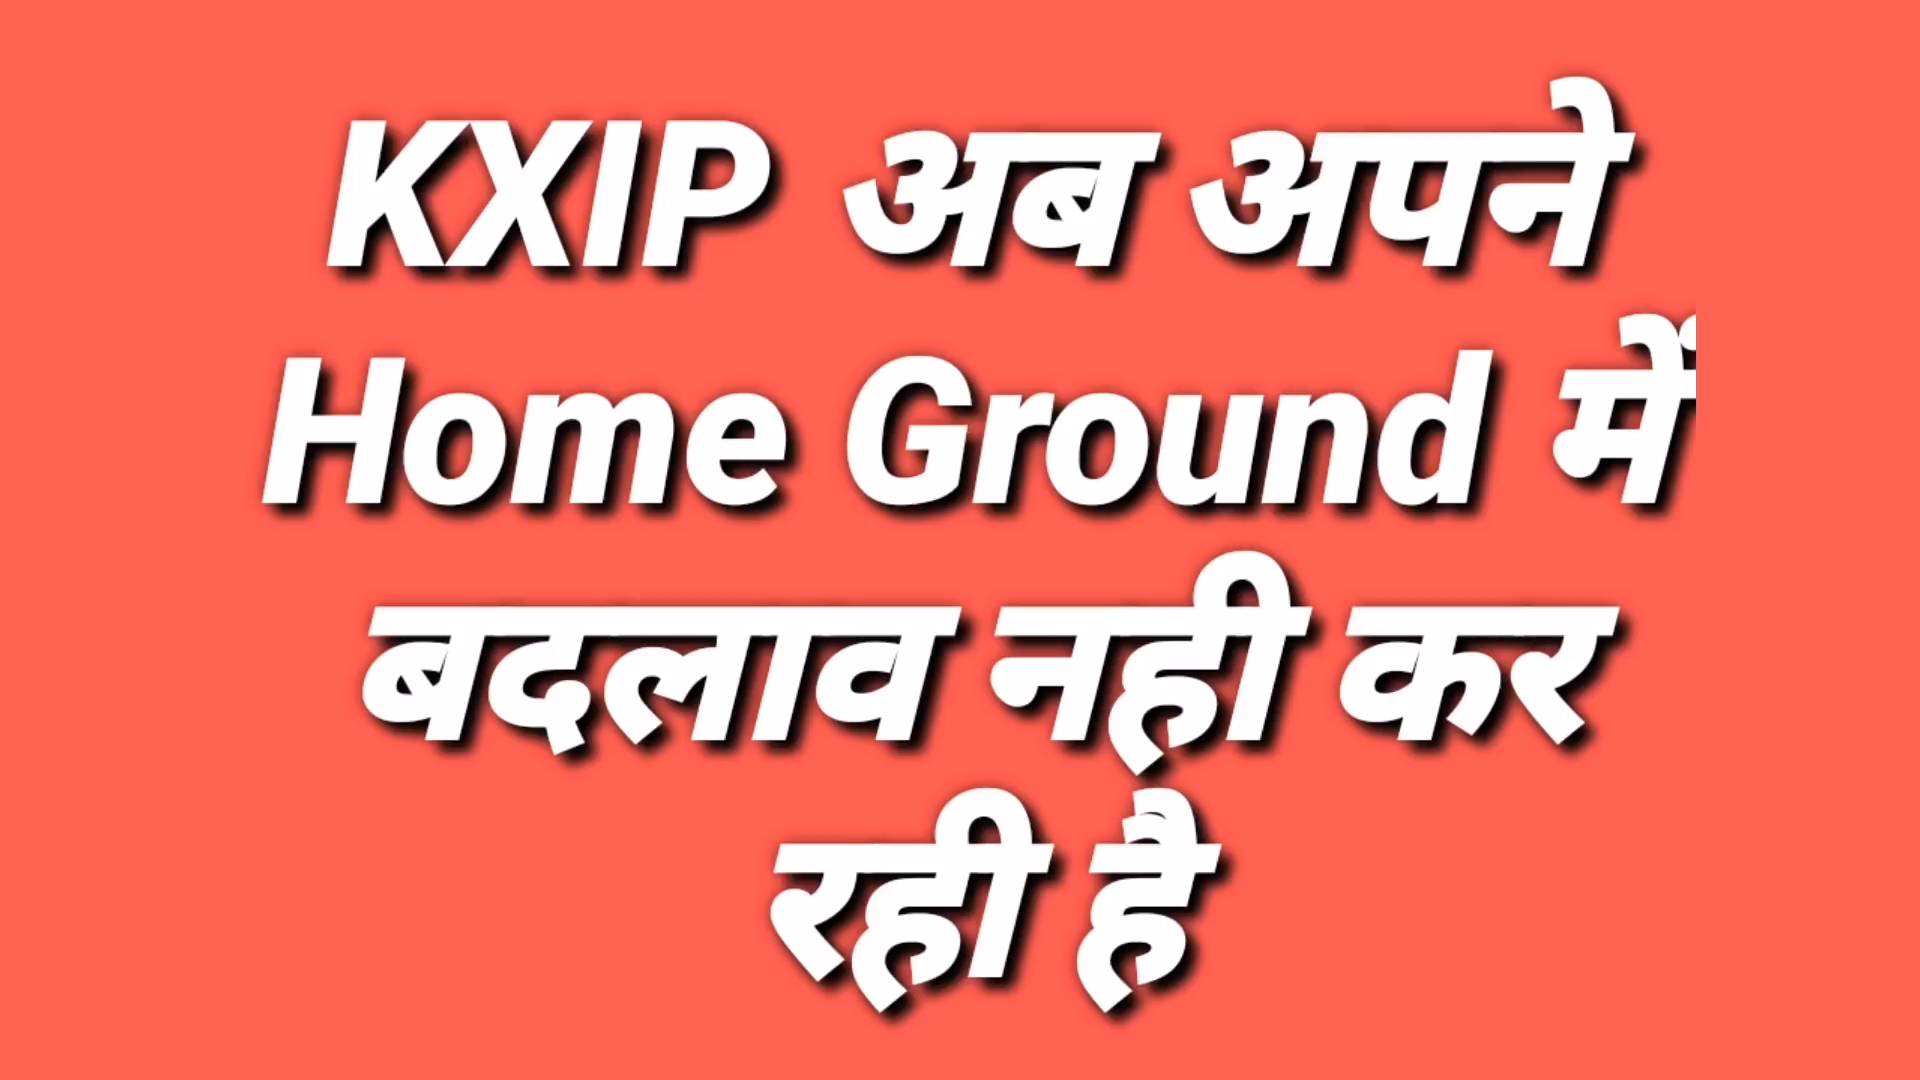 KXIP अब अपने
Home Ground में
बदलाव नही कर
रही है